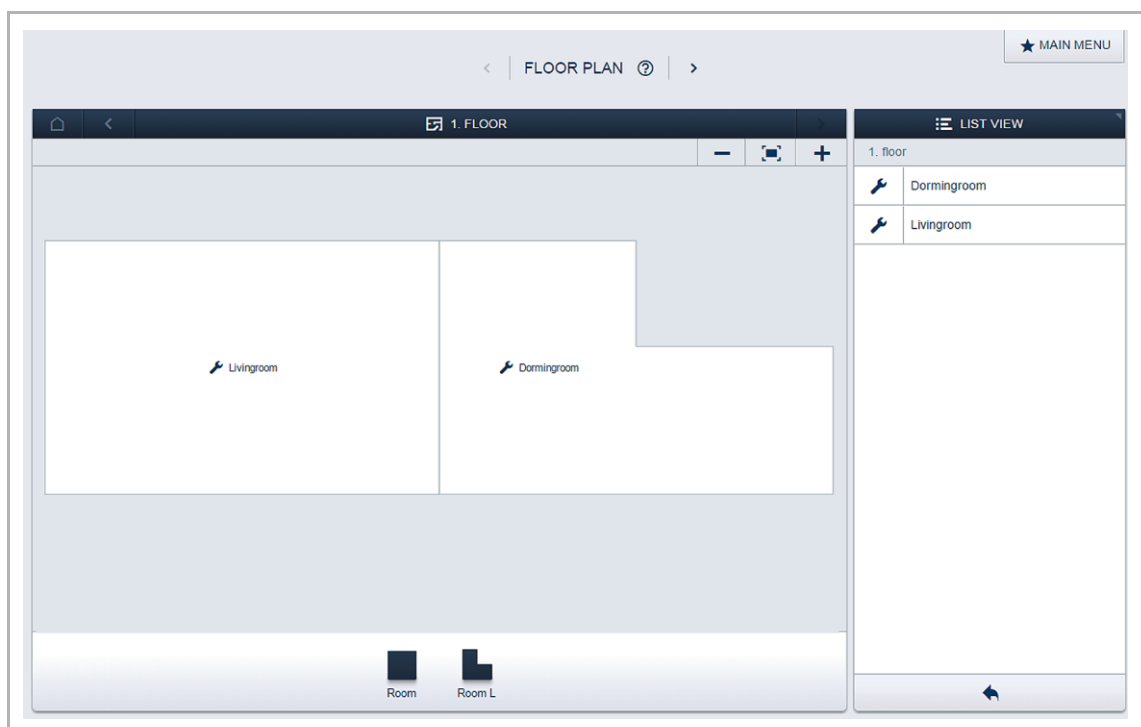 MAIN MENU
FLOOR PLAN
1. FLOOR
LIST VIEW
1. floor
Dormingroom
Livingroom
Livingroom
Dormingroom
Room
Room L